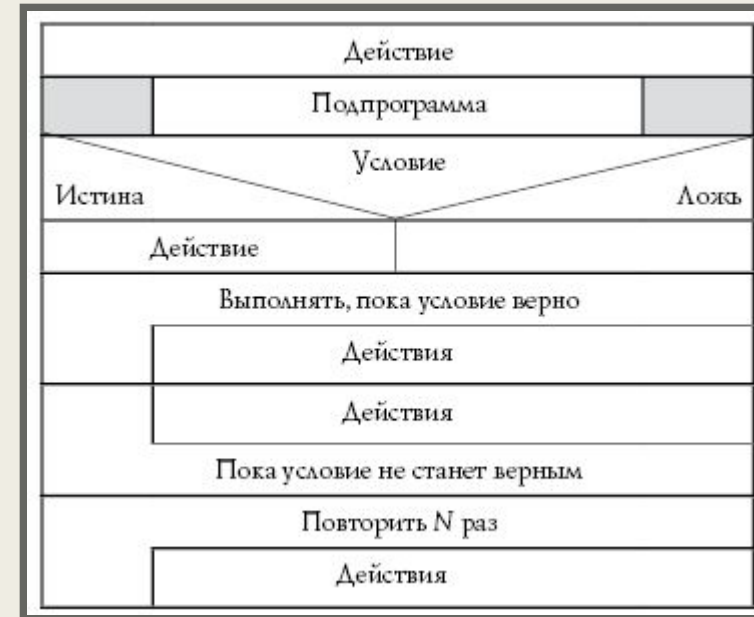 Действие
Подпрограмма
Условие
Истина
Ложь
Действие
Выполнять, пока условие верно
Действия
Действия
Пока условие не станет верным
Повторить N раз
Действия